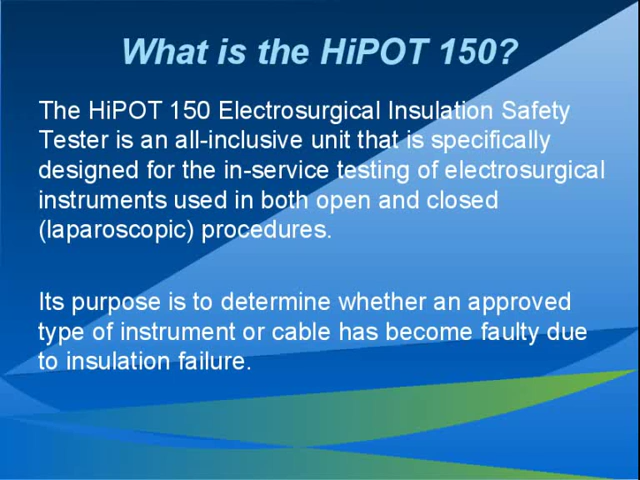 What is the HiPOT 150?
The HiPOT 150 Electrosurgical Insulation Safety
Tester is an all-inclusive unit that is specifically
designed for the in-service testing of electrosurgical
instruments used in both open and closed
(laparoscopic) procedures.
Its purpose is to determine whether an approved
type of instrument or cable has become faulty due
to insulation failure.